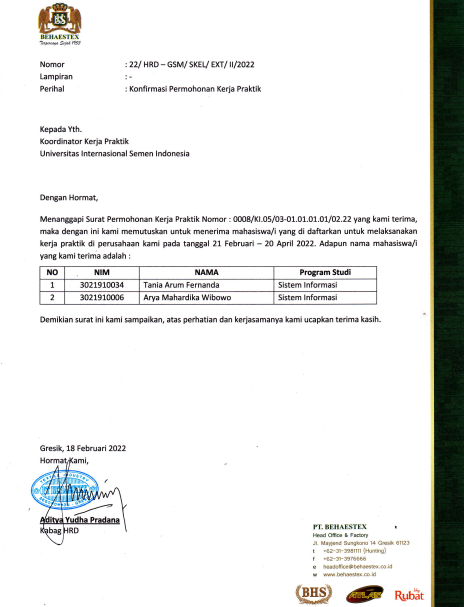 BHS
BEHAESTEX
Terpercaya Sejak 1953
Nomor : 22/ HRD – GSM/ SKEL/ EXT/ II/2022
Lampiran : -
Perihal : Konfirmasi Permohonan Kerja Praktik
Kepada Yth.
Koordinator Kerja Praktik
Universitas Internasional Semen Indonesia
Dengan Hormat,
Menanggapi Surat Permohonan Kerja Praktik Nomor : 0008/KI.05/03-01.01.01.01/02.22 yang kami terima,
maka dengan ini kami memutuskan untuk menerima mahasiswa/i yang di daftarkan untuk melaksanakan
kerja praktik di perusahaan kami pada tanggal 21 Februari – 20 April 2022. Adapun nama mahasiswa/i
yang kami terima adalah :
NO NIM NAMA Program Studi
1 3021910034 Tania Arum Fernanda Sistem Informasi
2 3021910006 Arya Mahardika Wibowo Sistem Informasi
Demikian surat ini kami sampaikan, atas perhatian dan kerjasamanya kami ucapkan terima kasih.
Gresik, 18 Februari 2022
Hormat Kami,
Aditya Yudha Pradana
Kabag HRD
PT. BEHAESTEX
Head Office & Factory
Jl. Mayjend Sungkono 14 Gresik 61123
t +62-31-3981111 (Hunting)
f +62-31-3976666
e headoffice@behaestex.co.id
w www.behaestex.co.id
BHS
ATLAS
Rubat